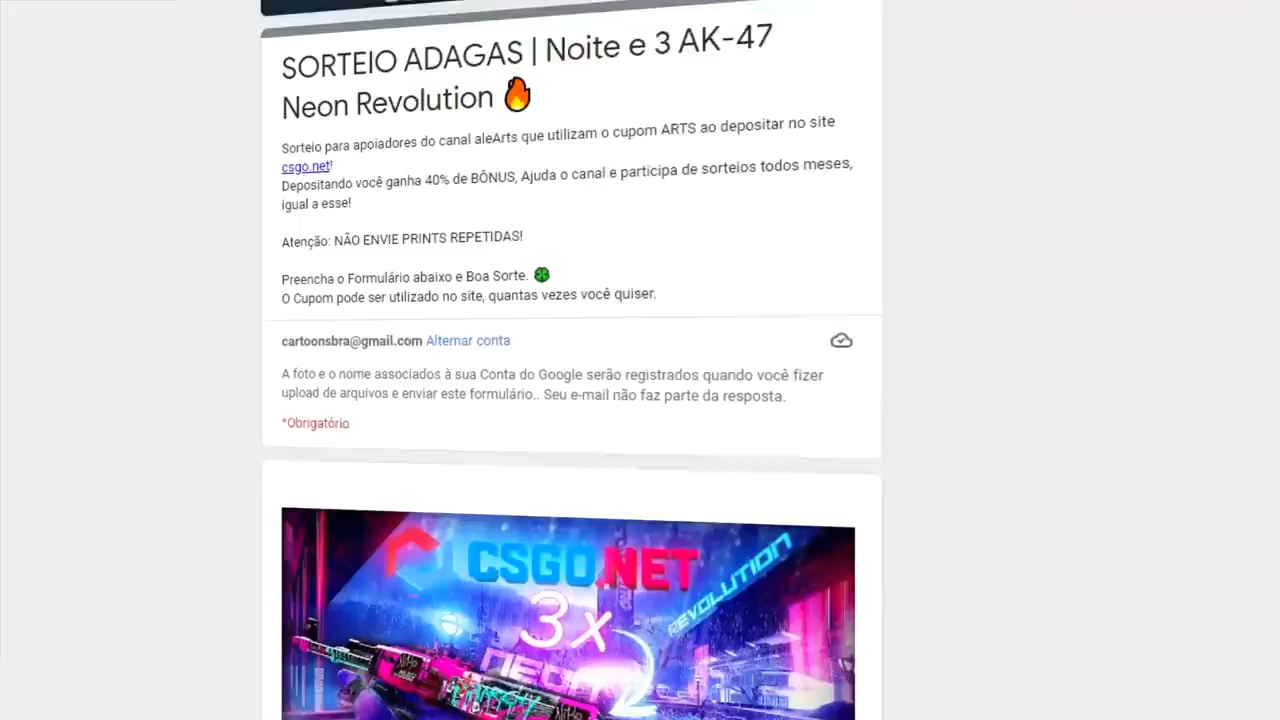 SORTEIO ADAGAS | Noite e 3 AK-47
Neon Revolution
Sorteio para apoiadores do canal aleArts que utilizam o cupom ARTS ao depositar no site
csgo.net!
Depositando você ganha 40% de BÔNUS, Ajuda o canal e participa de sorteios todos meses,
igual a esse!
Atenção: NÃO ENVIE PRINTS REPETIDAS!
Preencha o Formulário abaixo e Boa Sorte.
O Cupom pode ser utilizado no site, quantas vezes você quiser.
cartoonsbra@gmail.com Alternar conta
A foto e o nome associados à sua Conta do Google serão registrados quando você fizer
upload de arquivos e enviar este formulário.. Seu e-mail não faz parte da resposta.
*Obrigatório
CSGO.NET
REVOLUTION
3x
NEON